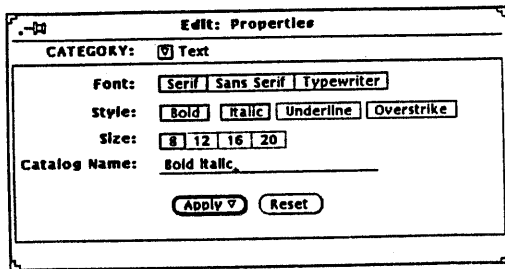 Edit: Properties
CATEGORY: Text
Font: Serif Sans Serif Typewriter
Style: Bold Italic Underline Overstrike
Size: 8 12 16 20
Catalog Name: Bold Italic
Apply Reset